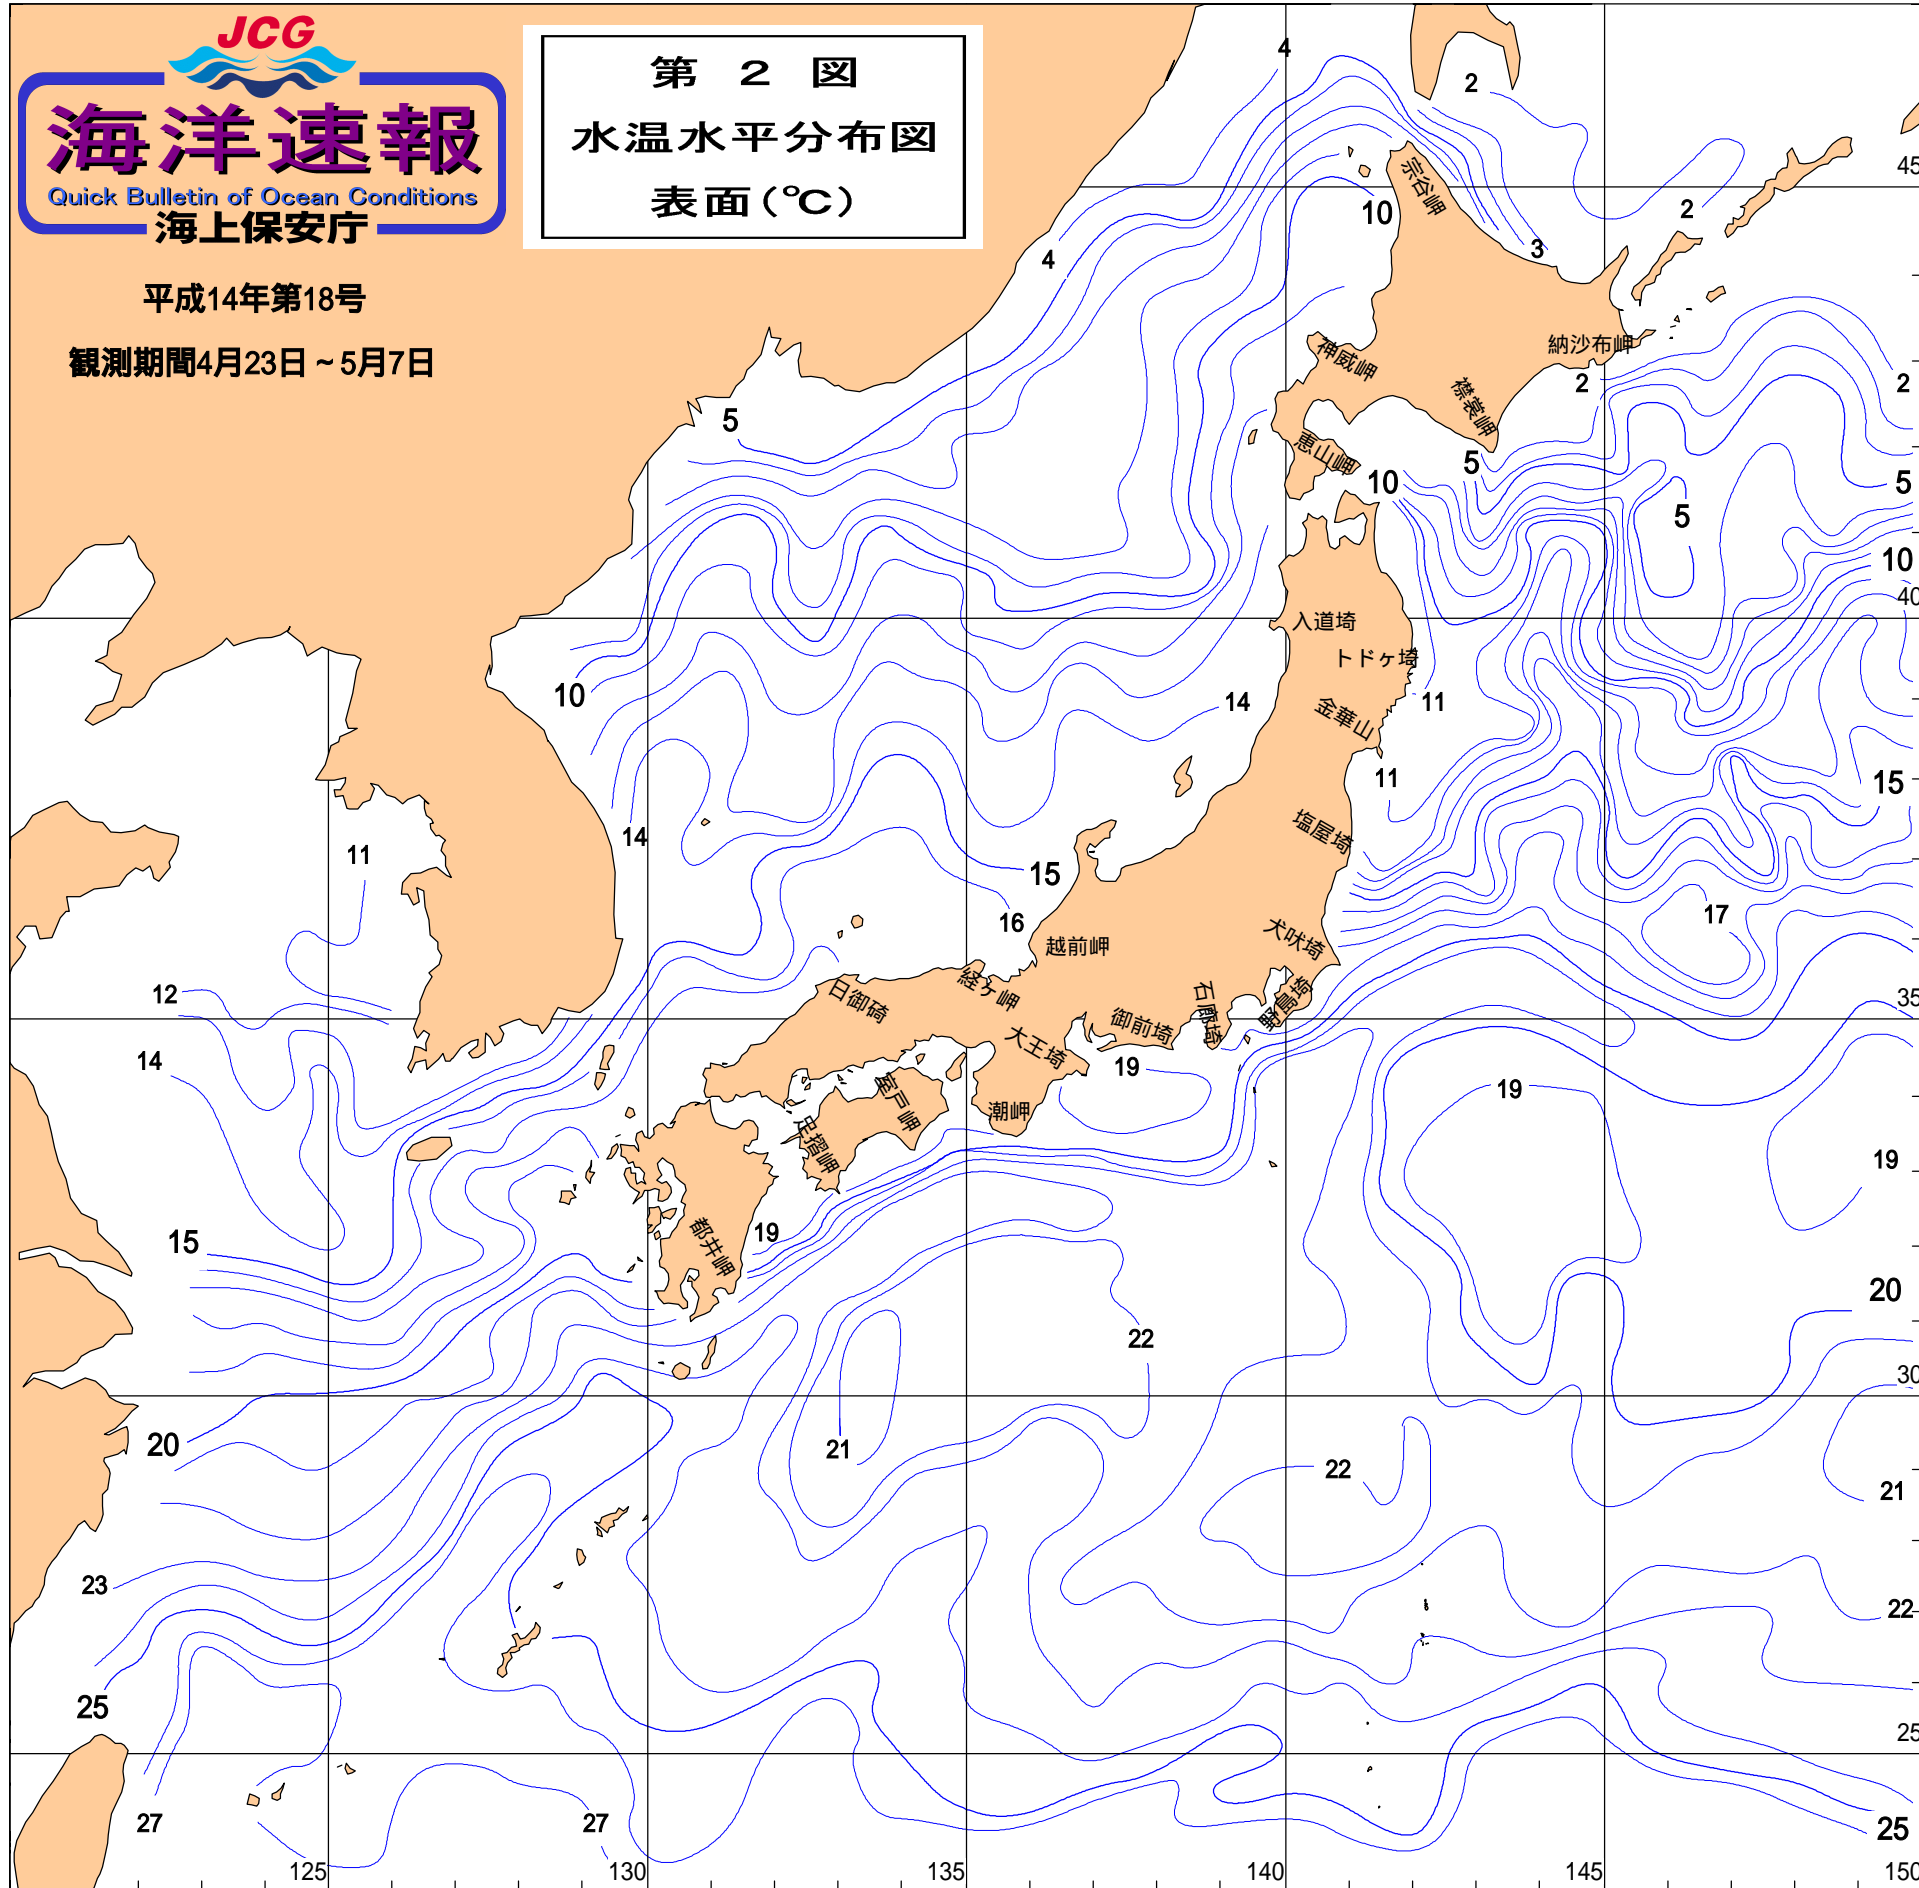 JCG
海洋速報
Quick Bulletin of Ocean Conditions
海上保安庁
平成14年第18号
観測期間4月23日～5月7日
第 2 図
水温水平分布図
表面(℃)
4
2
45
宗谷岬
10
2
4
3
納沙布岬
神威岬
2
2
襟裳岬
5
恵山岬
5
10
5
5
10
40
入道埼
トドヶ埼
10
14
11
金華山
11
15
塩屋埼
14
11
15
17
16
犬吠埼
越前岬
12
経ヶ岬
日御碕
石廊埼
野島埼
35
御前埼
大王埼
14
19
室戸岬
19
潮岬
足摺岬
19
19
都井岬
15
20
22
30
20
21
22
21
23
22
25
25
27
27
25
125
130
135
140
145
150